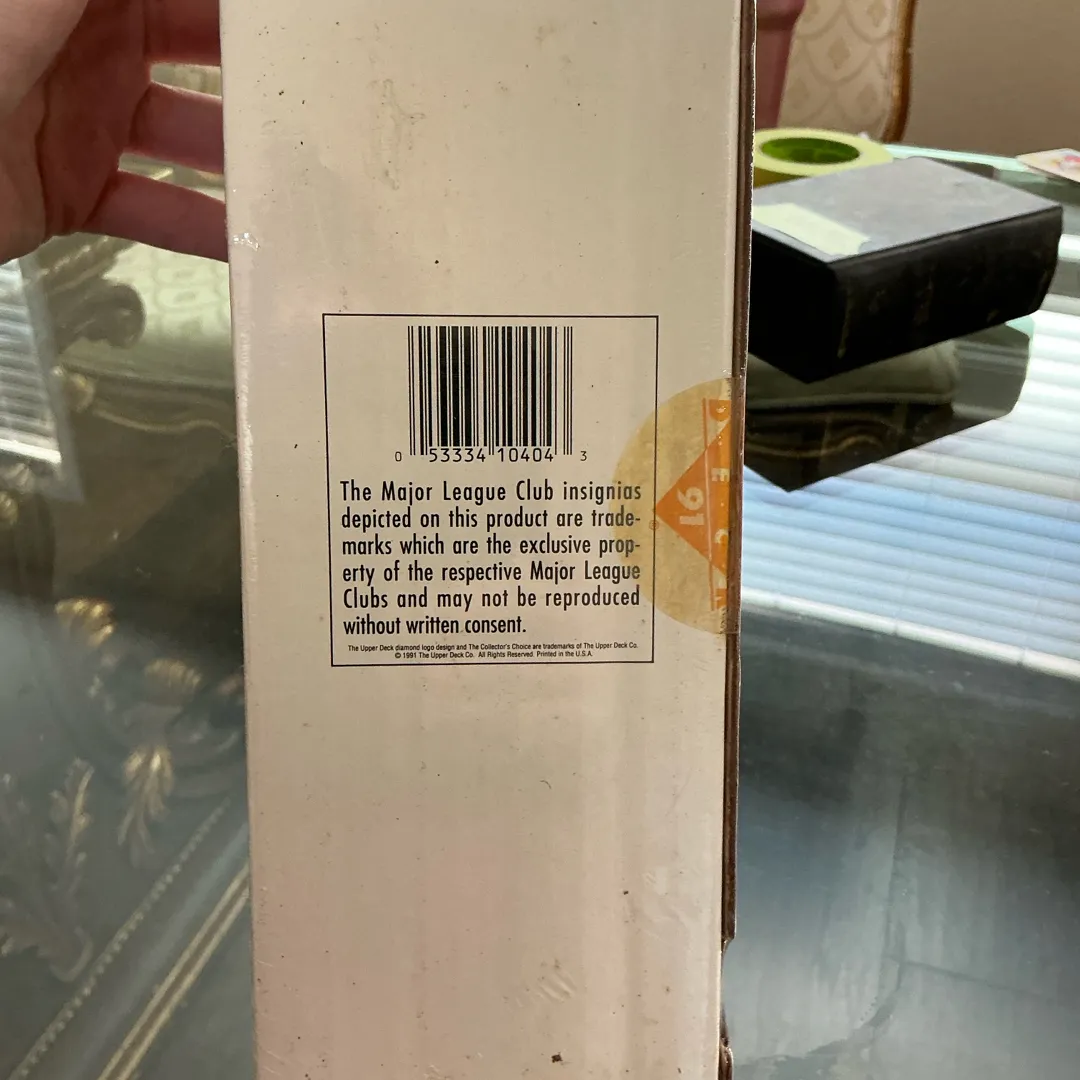 0 53334 10404 3
The Major League Club insignias
depicted on this product are trade-
marks which are the exclusive prop-
erty of the respective Major League
Clubs and may not be reproduced
without written consent.
The Upper Deck diamond logo design and The Collector's Choice are trademarks of The Upper Deck Co.
© 1991 The Upper Deck Co. All Rights Reserved. Printed in the U.S.A.
DECK
91
®